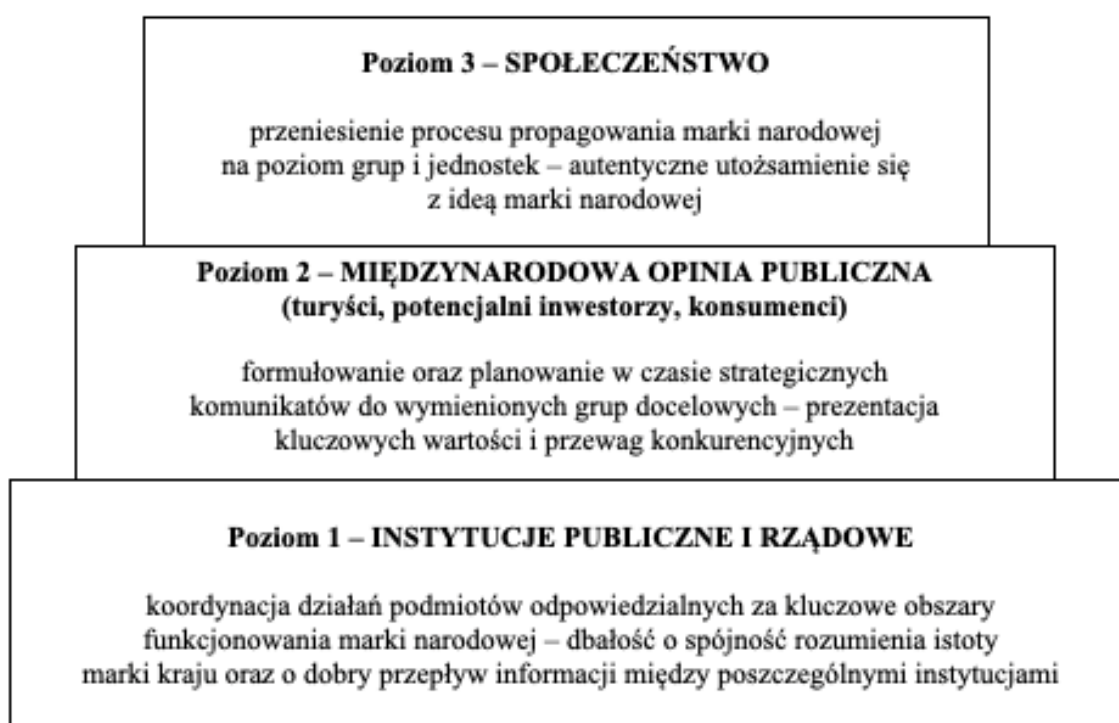 Poziom 3 – SPOŁECZEŃSTWO
przeniesienie procesu propagowania marki narodowej
na poziom grup i jednostek – autentyczne utożsamienie się
z ideą marki narodowej
Poziom 2 – MIĘDZYNARODOWA OPINIA PUBLICZNA
(turyści, potencjalni inwestorzy, konsumenci)
formułowanie oraz planowanie w czasie strategicznych
komunikatów do wymienionych grup docelowych – prezentacja
kluczowych wartości i przewag konkurencyjnych
Poziom 1 – INSTYTUCJE PUBLICZNE I RZĄDOWE
koordynacja działań podmiotów odpowiedzialnych za kluczowe obszary
funkcjonowania marki narodowej – dbałość o spójność rozumienia istoty
marki kraju oraz o dobry przepływ informacji między poszczególnymi instytucjami